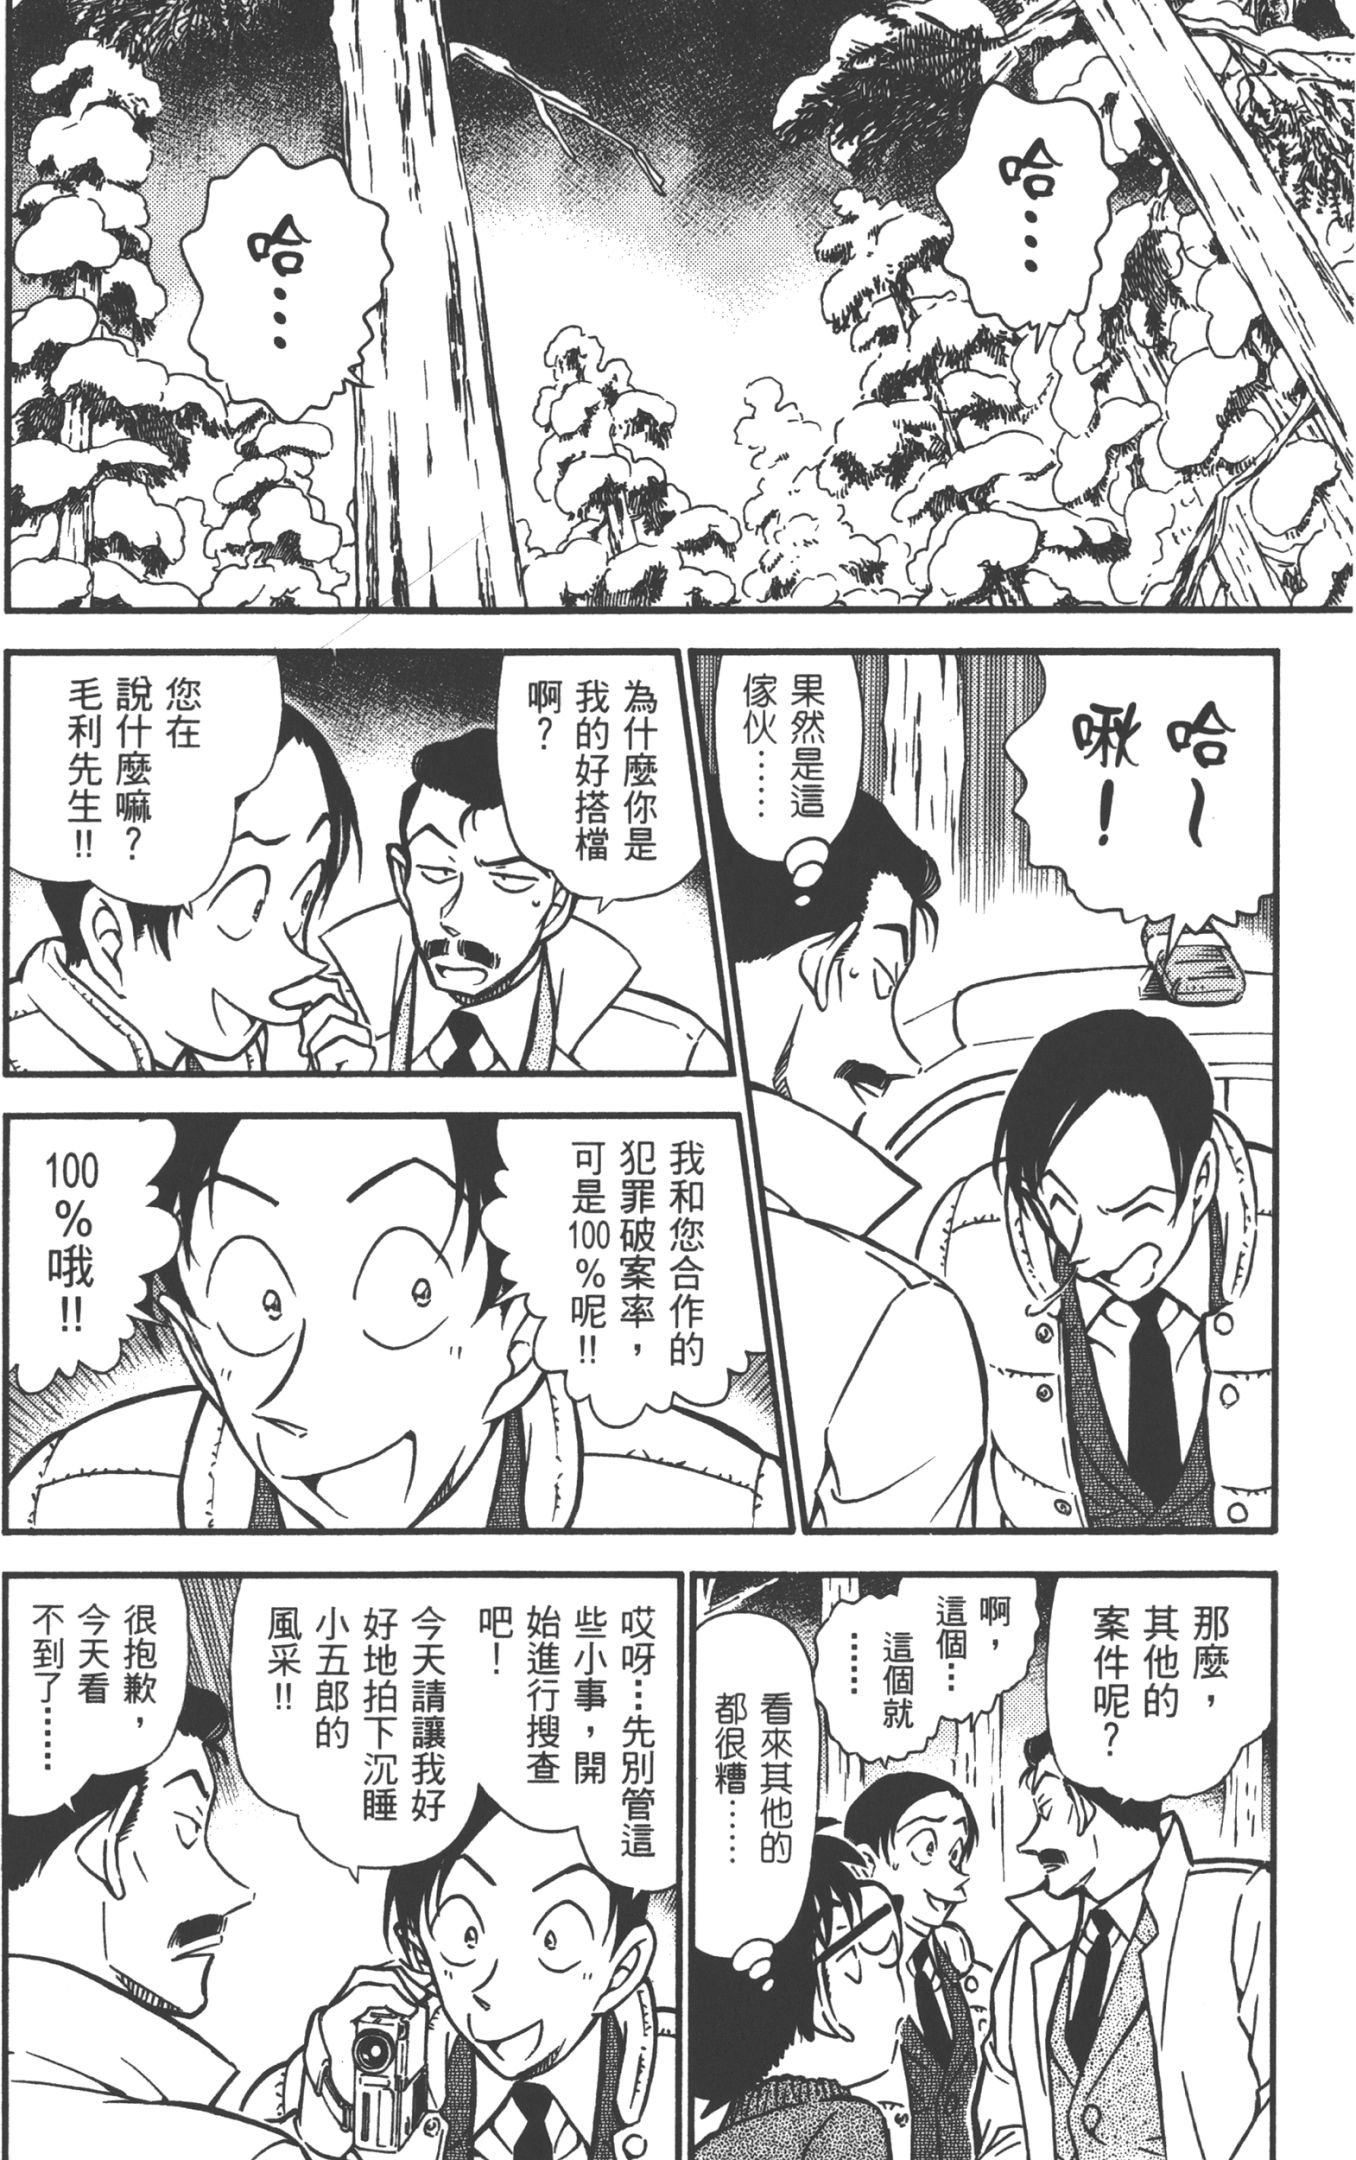 哈……
哈……
哈～
啾！
果然是這
傢伙……
為什麼你是
我的好搭檔
啊？
您在
說什麼嘛？
毛利先生!!
我和您合作的
犯罪破案率，
可是100％呢!!
100％哦!!
那麼，
其他的
案件呢？
啊，
這個…
這個就
……
看來其他的
都很糟……
哎呀…先別管這
些小事，開
始進行搜查
吧！
今天請讓我好
好地拍下沉睡
小五郎的
風采!!
很抱歉，
今天看
不到了……